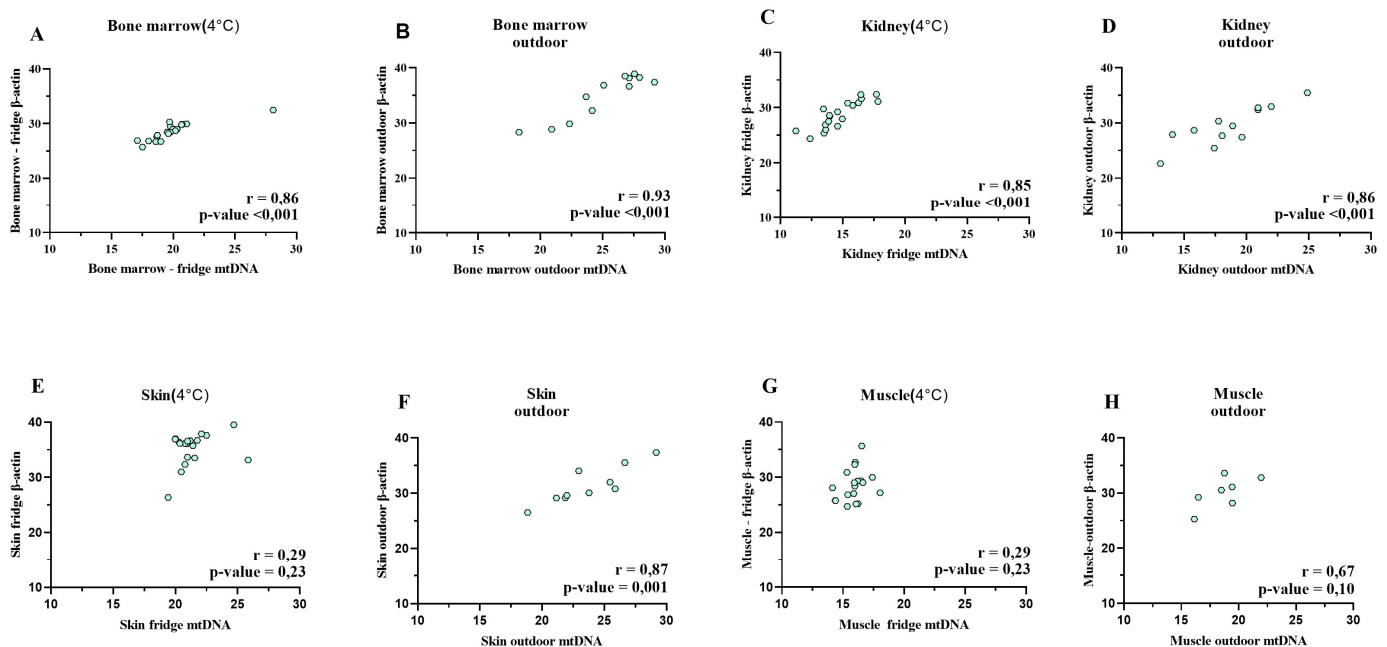 A
Bone marrow(4°C)
Bone marrow - fridge β-actin
40
30
20
10
10
15
20
25
30
r = 0,86
p-value <0,001
Bone marrow - fridge mtDNA
B
Bone marrow
outdoor
Bone marrow outdoor β-actin
40
30
20
10
10
15
20
25
30
r = 0.93
p-value <0,001
Bone marrow outdoor mtDNA
C
Kidney(4°C)
Kidney fridge β-actin
40
30
20
10
10
15
20
25
30
r = 0,85
p-value <0,001
Kidney fridge mtDNA
D
Kidney
outdoor
Kidney outdoor β-actin
40
30
20
10
10
15
20
25
30
r = 0,86
p-value <0,001
Kidney outdoor mtDNA
E
Skin(4°C)
Skin fridge β-actin
40
30
20
10
10
15
20
25
30
r = 0,29
p-value = 0,23
Skin fridge mtDNA
F
Skin
outdoor
Skin outdoor β-actin
40
30
20
10
10
15
20
25
30
r = 0,87
p-value = 0,001
Skin outdoor mtDNA
G
Muscle(4°C)
Muscle - fridge β-actin
40
30
20
10
10
15
20
25
30
r = 0,29
p-value = 0,23
Muscle fridge mtDNA
H
Muscle
outdoor
Muscle-outdoor β-actin
40
30
20
10
10
15
20
25
30
r = 0,67
p-value = 0,10
Muscle outdoor mtDNA